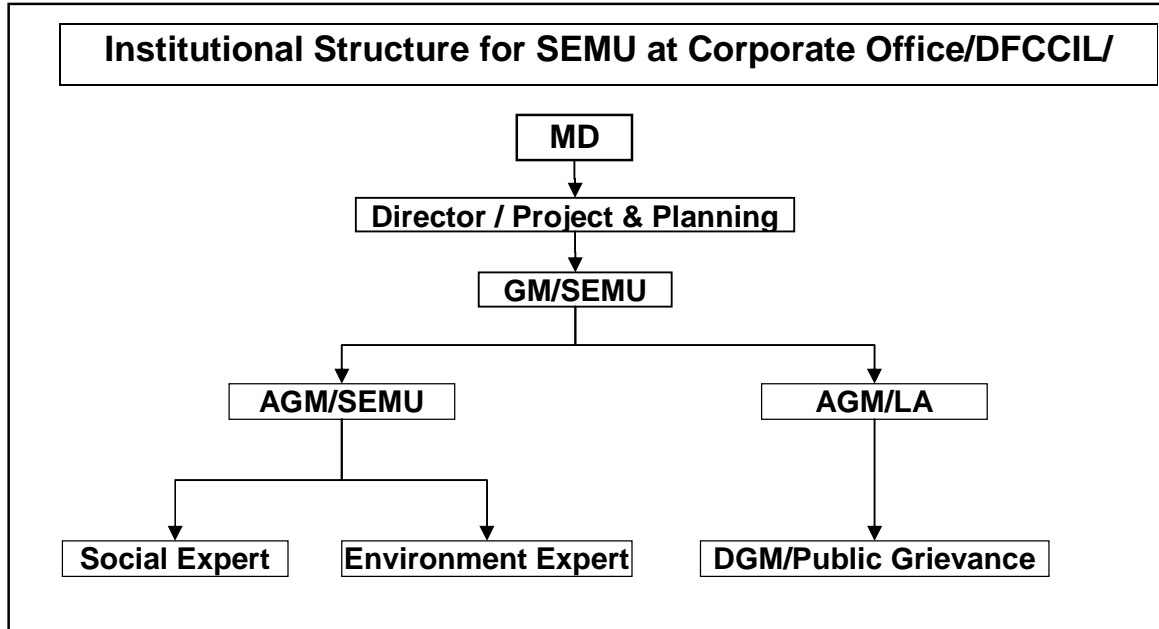 Institutional Structure for SEMU at Corporate Office/DFCCIL/
MD
Director / Project & Planning
GM/SEMU
AGM/SEMU
AGM/LA
Social Expert
Environment Expert
DGM/Public Grievance